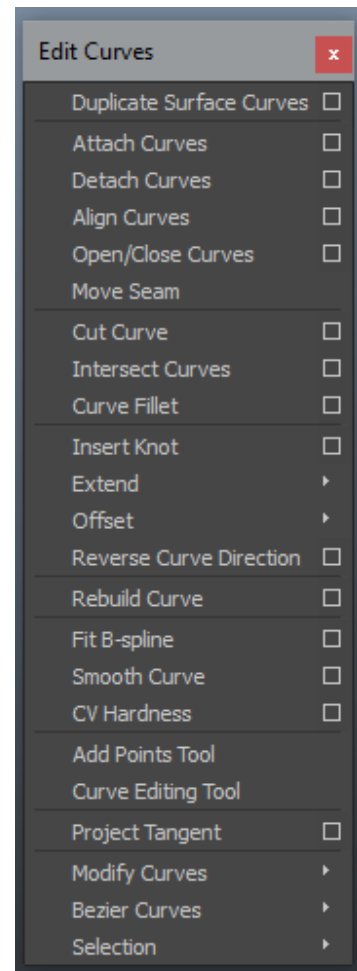 Edit Curves
x
Duplicate Surface Curves
Attach Curves
Detach Curves
Align Curves
Open/Close Curves
Move Seam
Cut Curve
Intersect Curves
Curve Fillet
Insert Knot
Extend
Offset
Reverse Curve Direction
Rebuild Curve
Fit B-spline
Smooth Curve
CV Hardness
Add Points Tool
Curve Editing Tool
Project Tangent
Modify Curves
Bezier Curves
Selection